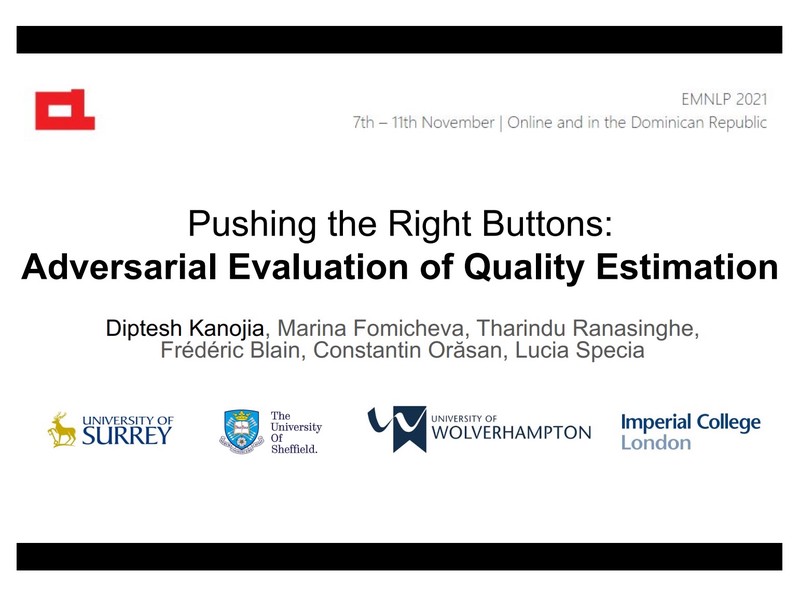 EMNLP 2021
7th – 11th November | Online and in the Dominican Republic
Pushing the Right Buttons:
Adversarial Evaluation of Quality Estimation
Diptesh Kanojia, Marina Fomicheva, Tharindu Ranasinghe,
Frédéric Blain, Constantin Orăsan, Lucia Specia
UNIVERSITY OF
SURREY
The
University
Of
Sheffield.
UNIVERSITY OF
WOLVERHAMPTON
Imperial College
London